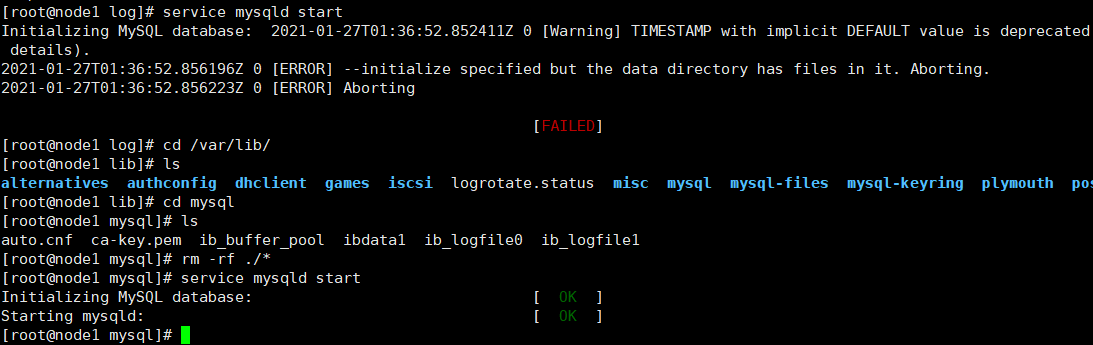 [root@node1 log]# service mysqld start
Initializing MySQL database:  2021-01-27T01:36:52.852411Z 0 [Warning] TIMESTAMP with implicit DEFAULT value is deprecated
 details).
2021-01-27T01:36:52.856196Z 0 [ERROR] --initialize specified but the data directory has files in it. Aborting.
2021-01-27T01:36:52.856223Z 0 [ERROR] Aborting
[FAILED]
[root@node1 log]# cd /var/lib/
[root@node1 lib]# ls
alternatives  authconfig  dhclient  games  iscsi  logrotate.status  misc  mysql  mysql-files  mysql-keyring  plymouth  pos
[root@node1 lib]# cd mysql
[root@node1 mysql]# ls
auto.cnf  ca-key.pem  ib_buffer_pool  ibdata1  ib_logfile0  ib_logfile1
[root@node1 mysql]# rm -rf ./*
[root@node1 mysql]# service mysqld start
Initializing MySQL database:                               [  OK  ]
Starting mysqld:                                           [  OK  ]
[root@node1 mysql]#